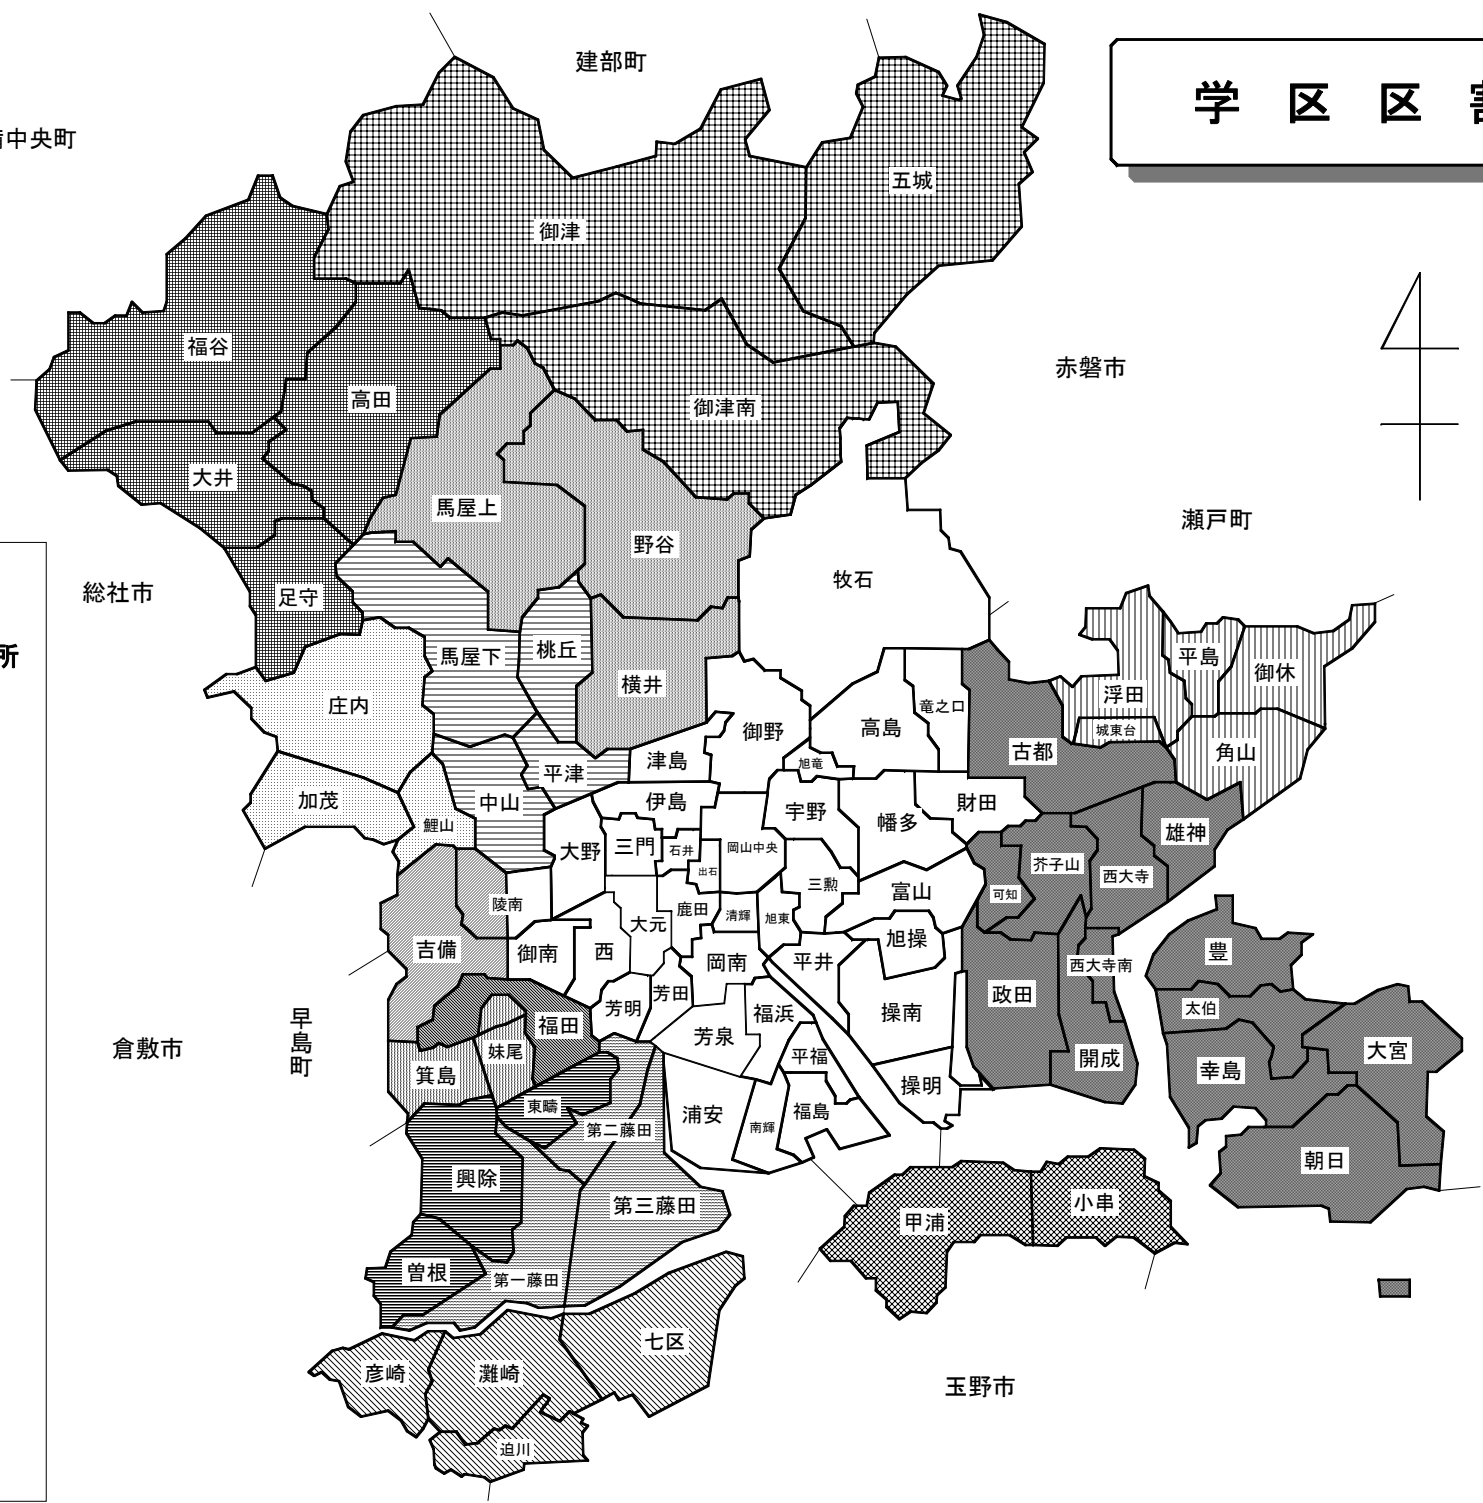 建部町
学区区
中央町
五城
御津
福谷
赤磐市
高田
御津南
大井
馬屋上
瀬戸町
野谷
牧石
総社市
足守
所
馬屋下
桃丘
平島
御休
横井
浮田
庄内
竜之口
高島
御野
城東台
古都
角山
津島
旭竜
平津
加茂
中山
伊島
宇野
財田
幡多
鯉山
雄神
三門
石井
岡山中央
大野
芥子山
出石
西大寺
三勲
富山
可知
陵南
鹿田
清輝
旭東
大元
旭操
吉備
御南
西
岡南
平井
西大寺南
豊
政田
芳田
芳明
太伯
操南
福浜
福田
芳泉
早島町
倉敷市
妹尾
平福
開成
大宮
箕島
幸島
操明
東疇
福島
浦安
南輝
第二藤田
朝日
興除
第三藤田
小串
甲浦
曽根
第一藤田
七区
彦崎
灘崎
玉野市
迫川